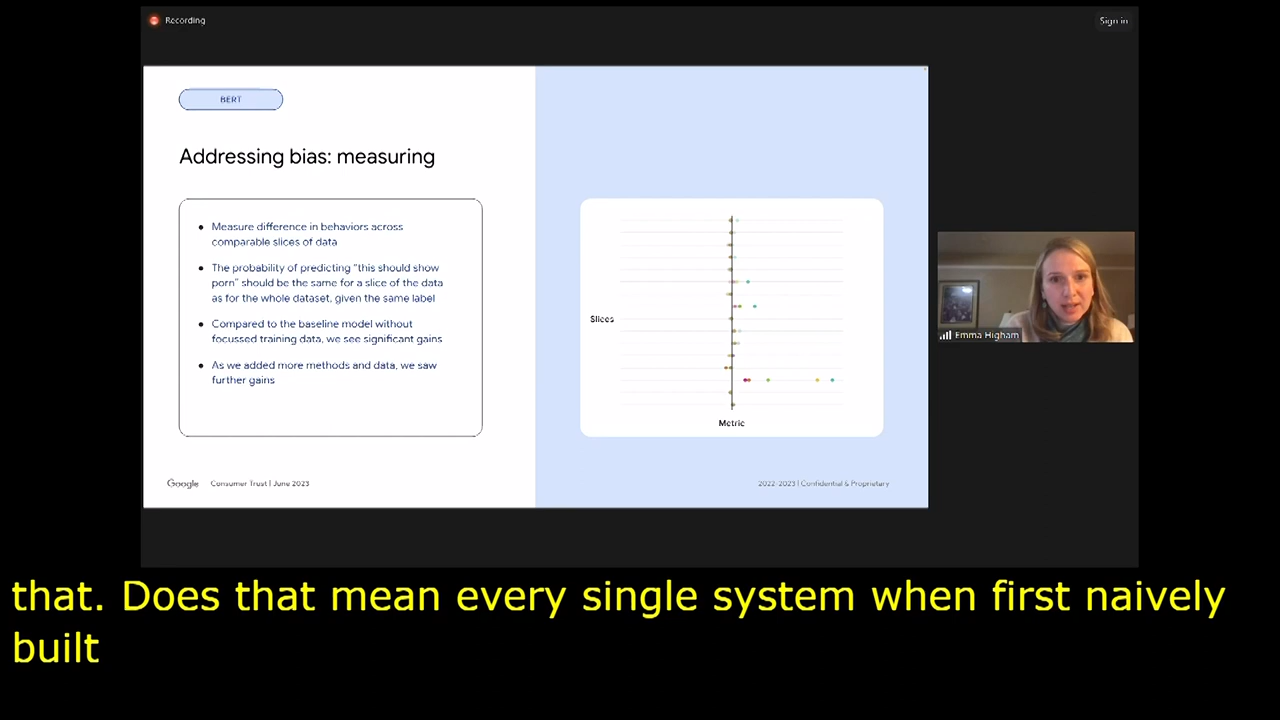 Recording
Sign in
BERT
Addressing bias: measuring
● Measure difference in behaviors across
comparable slices of data
● The probability of predicting "this should show
porn" should be the same for a slice of the data
as for the whole dataset, given the same label
● Compared to the baseline model without
focussed training data, we see significant gains
● As we added more methods and data, we saw
further gains
Slices
Metric
Emma Higham
Google Consumer Trust | June 2023
2022-2023 | Confidential & Proprietary
that. Does that mean every single system when first naively
built